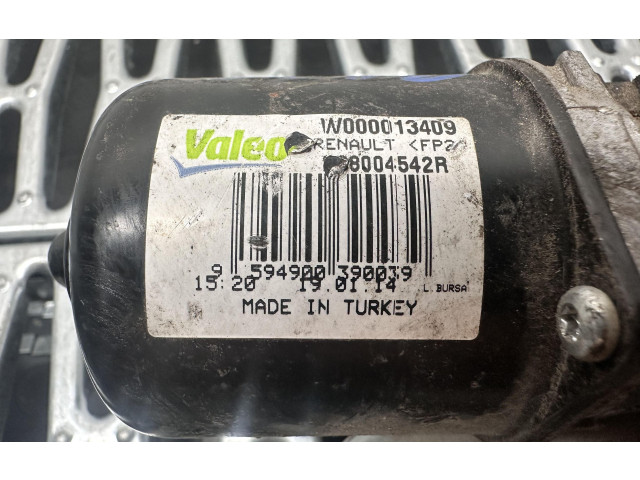 Valeo
W000013409
RENAULT <FP2/
8004542R
9 594900 390039
15:20 19.01.14 L.BURSA
MADE IN TURKEY